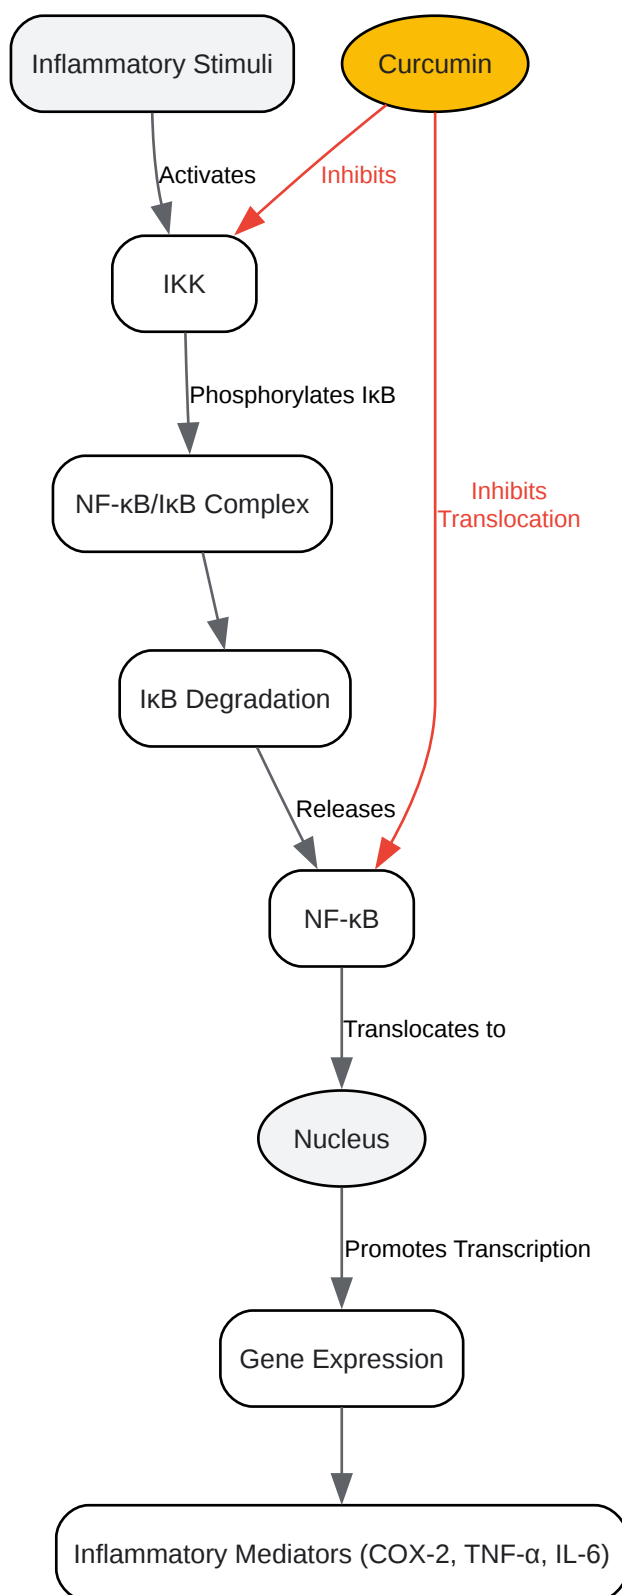 Inflammatory Stimuli
Curcumin
Activates
Inhibits
IKK
Phosphorylates IκB
NF-κB/IκB Complex
Inhibits
Translocation
IκB Degradation
Releases
NF-κB
Translocates to
Nucleus
Promotes Transcription
Gene Expression
Inflammatory Mediators (COX-2, TNF-α, IL-6)